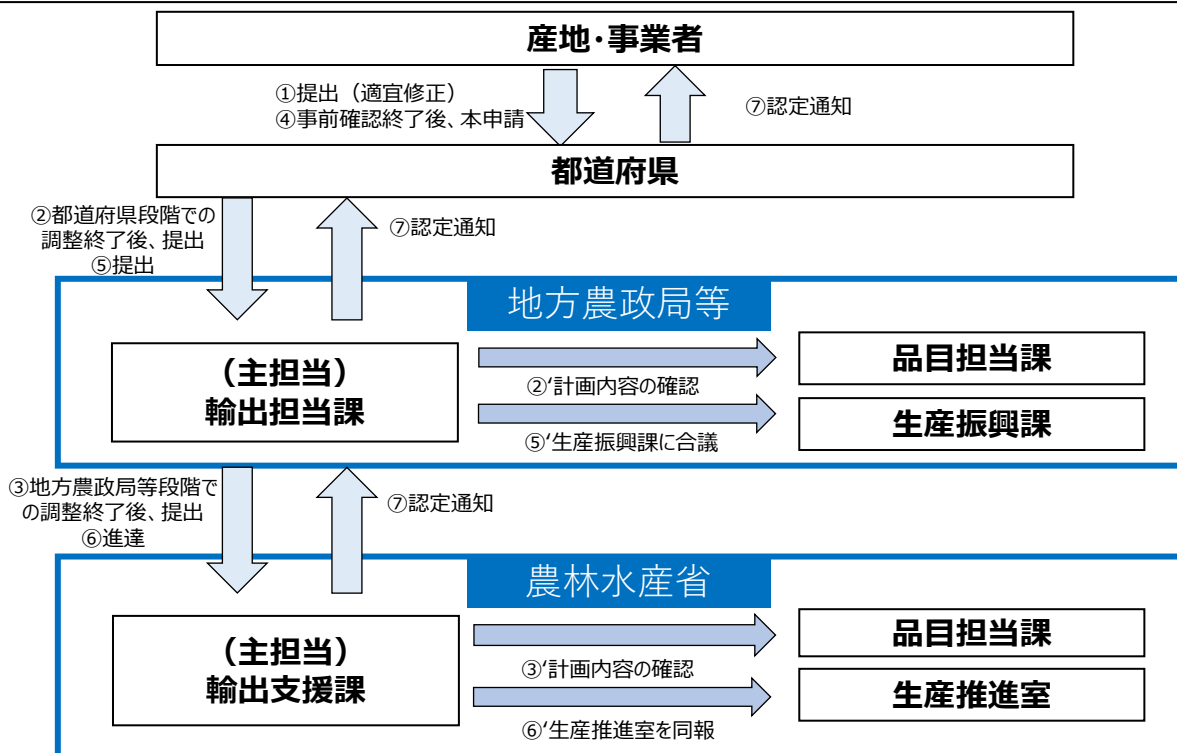 産地・事業者
①提出（適宜修正）
④事前確認終了後、本申請
⑦認定通知
都道府県
②都道府県段階での
調整終了後、提出
⑤提出
⑦認定通知
地方農政局等
（主担当）
輸出担当課
②‘計画内容の確認
⑤‘生産振興課に合議
品目担当課
生産振興課
③地方農政局等段階で
の調整終了後、提出
⑥進達
⑦認定通知
農林水産省
（主担当）
輸出支援課
③‘計画内容の確認
⑥‘生産推進室を同報
品目担当課
生産推進室